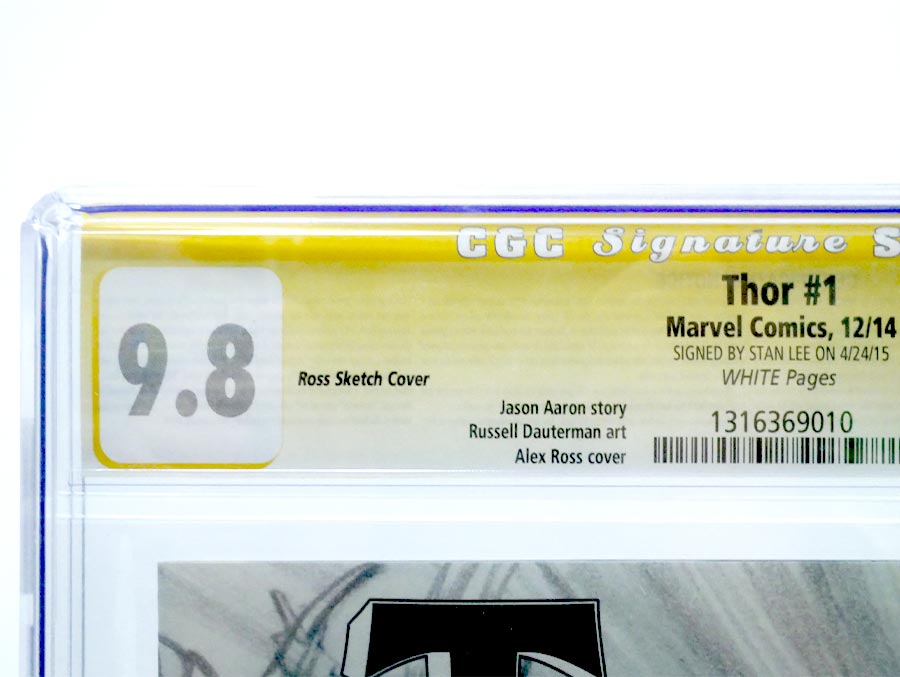 CGC Signature S
9.8
Ross Sketch Cover
Thor #1
Marvel Comics, 12/14
SIGNED BY STAN LEE ON 4/24/15
WHITE Pages
Jason Aaron story
Russell Dauterman art
Alex Ross cover
1316369010
T